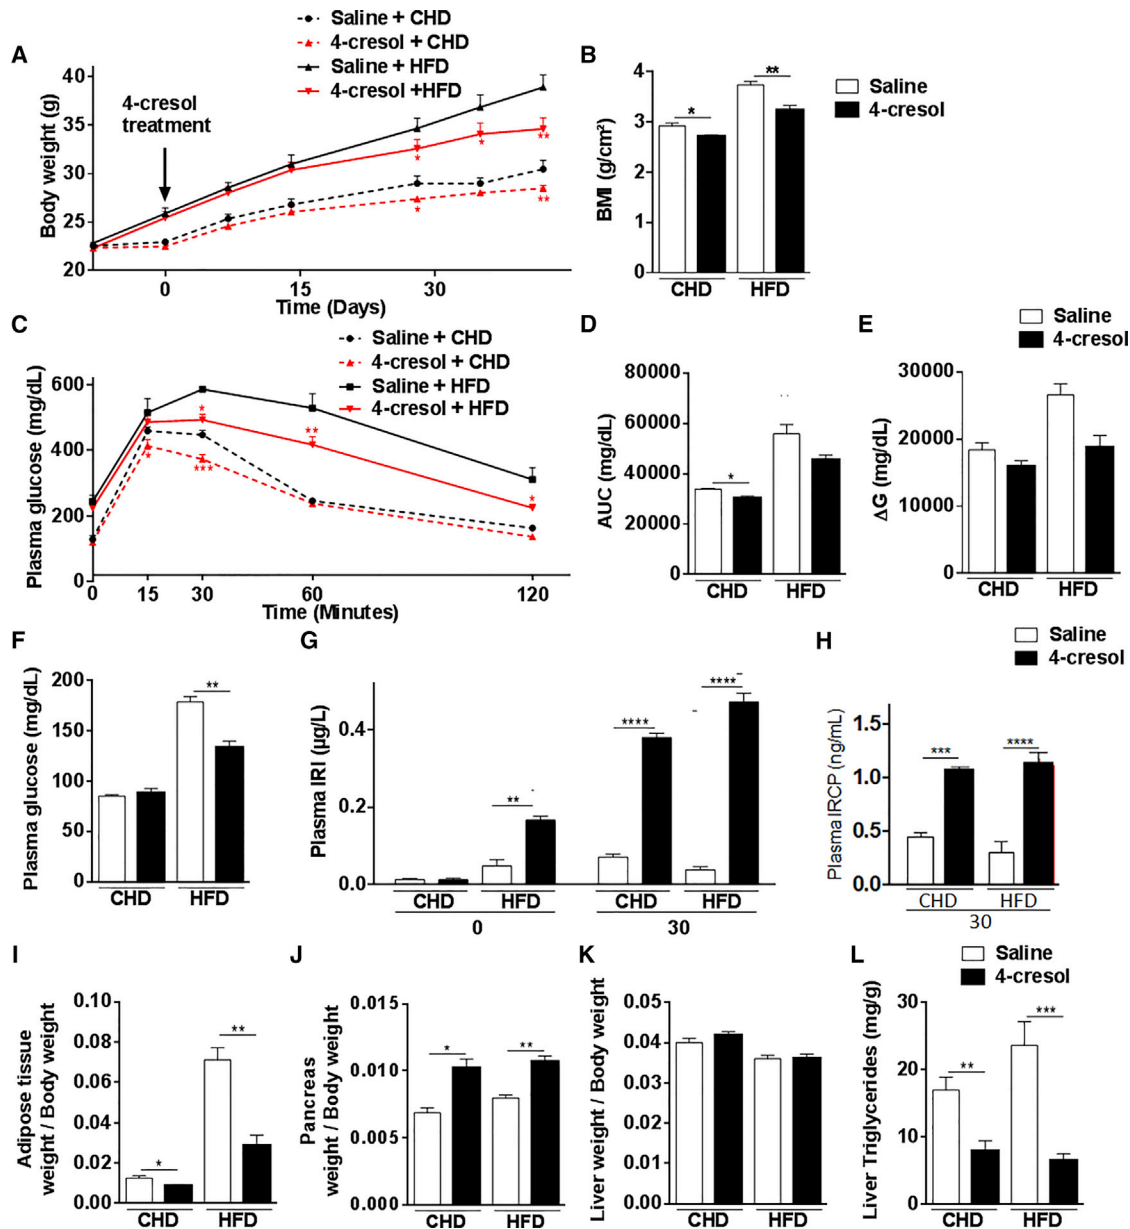 A
Saline + CHD
4-cresol + CHD
Saline + HFD
4-cresol +HFD
4-cresol
treatment
Body weight (g)
40
35
30
25
20
0
15
30
Time (Days)
*
*
**
*
**
B
Saline
4-cresol
BMI (g/cm²)
4
3
2
1
0
*
**
CHD
HFD
C
Saline + CHD
4-cresol + CHD
Saline + HFD
4-cresol + HFD
Plasma glucose (mg/dL)
600
400
200
0
0
15
30
60
120
Time (Minutes)
*
**
*
*
***
D
AUC (mg/dL)
80000
60000
40000
20000
0
*
CHD
HFD
E
Saline
4-cresol
ΔG (mg/dL)
30000
20000
10000
0
CHD
HFD
F
Plasma glucose (mg/dL)
200
150
100
50
0
**
CHD
HFD
G
Plasma IRI (µg/L)
0.4
0.2
0.0
**
****
****
CHD
HFD
CHD
HFD
0
30
H
Saline
4-cresol
Plasma IRCP (ng/mL)
1.5
1.0
0.5
0.0
***
****
CHD
HFD
30
I
Adipose tissue
weight / Body weight
0.10
0.08
0.06
0.04
0.02
0.00
*
**
CHD
HFD
J
Pancreas
weight / Body weight
0.015
0.010
0.005
0.000
*
**
CHD
HFD
K
Liver weight / Body weight
0.05
0.04
0.03
0.02
0.01
0.00
CHD
HFD
L
Saline
4-cresol
Liver Triglycerides (mg/g)
30
20
10
0
**
***
CHD
HFD